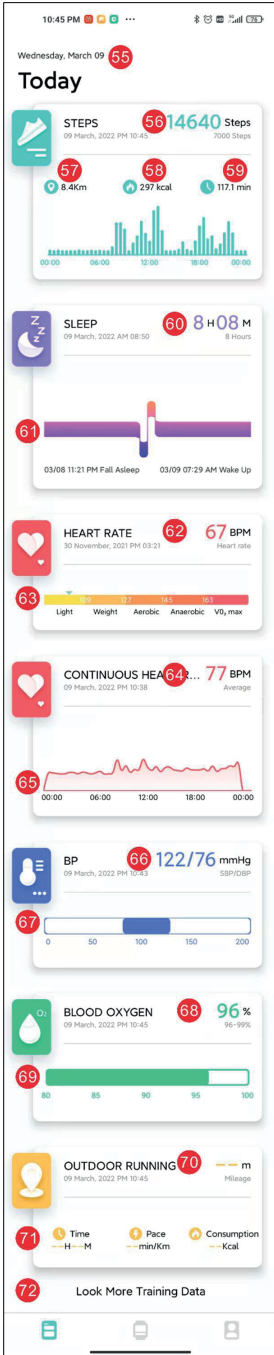 10:45 PM ··· 5G 76
Wednesday, March 09 55
Today
STEPS 56 14640 Steps
09 March, 2022 PM 10:45 7000 Steps
57 58 59
8.4Km 297 kcal 117.1 min
00:00 06:00 12:00 18:00 00:00
SLEEP 60 8 H 08 M
09 March, 2022 AM 08:50 8 Hours
61
03/08 11:21 PM Fall Asleep 03/09 07:29 AM Wake Up
HEART RATE 62 67 BPM
30 November, 2021 PM 03:21 Heart rate
63 109 127 145 163
Light Weight Aerobic Anaerobic VO₂ max
CONTINUOUS HEA 64 R... 77 BPM
09 March, 2022 PM 10:38 Average
65
00:00 06:00 12:00 18:00 00:00
BP 66 122/76 mmHg
09 March, 2022 PM 10:43 SBP/DBP
67
0 50 100 150 200
O₂
BLOOD OXYGEN 68 96 %
09 March, 2022 PM 10:45 96-99%
69
80 85 90 95 100
OUTDOOR RUNNING 70 -- m
09 March, 2022 PM 10:45 Mileage
71 Time Pace Consumption
--H--M --min/Km --Kcal
72 Look More Training Data